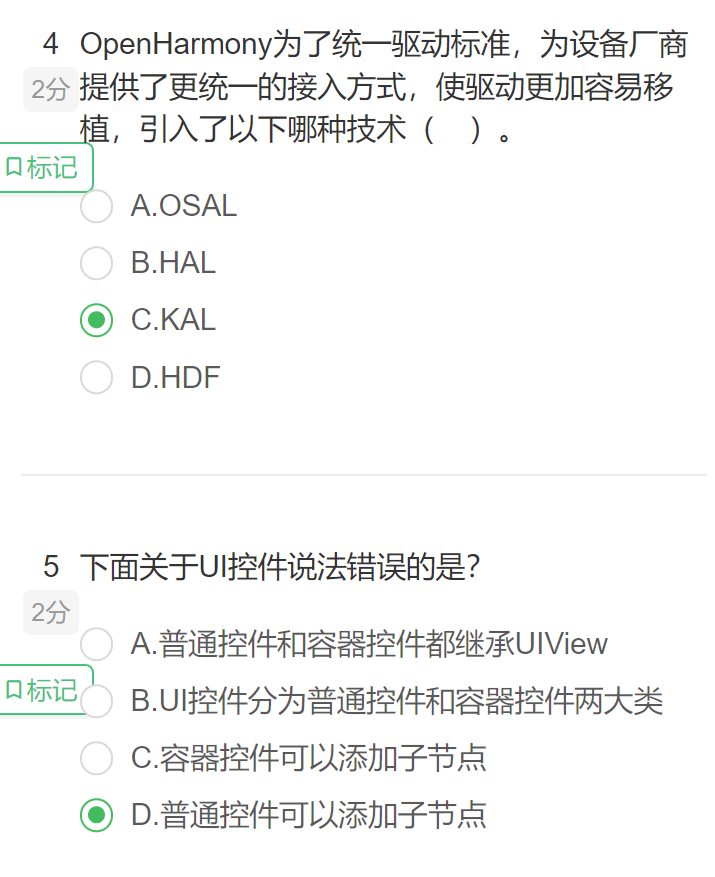 4 OpenHarmony为了统一驱动标准，为设备厂商
2分 提供了更统一的接入方式，使驱动更加容易移
植，引入了以下哪种技术（ ）。
标记
A.OSAL
B.HAL
C.KAL
D.HDF
5 下面关于UI控件说法错误的是？
2分
A.普通控件和容器控件都继承UIView
标记
B.UI控件分为普通控件和容器控件两大类
C.容器控件可以添加子节点
D.普通控件可以添加子节点